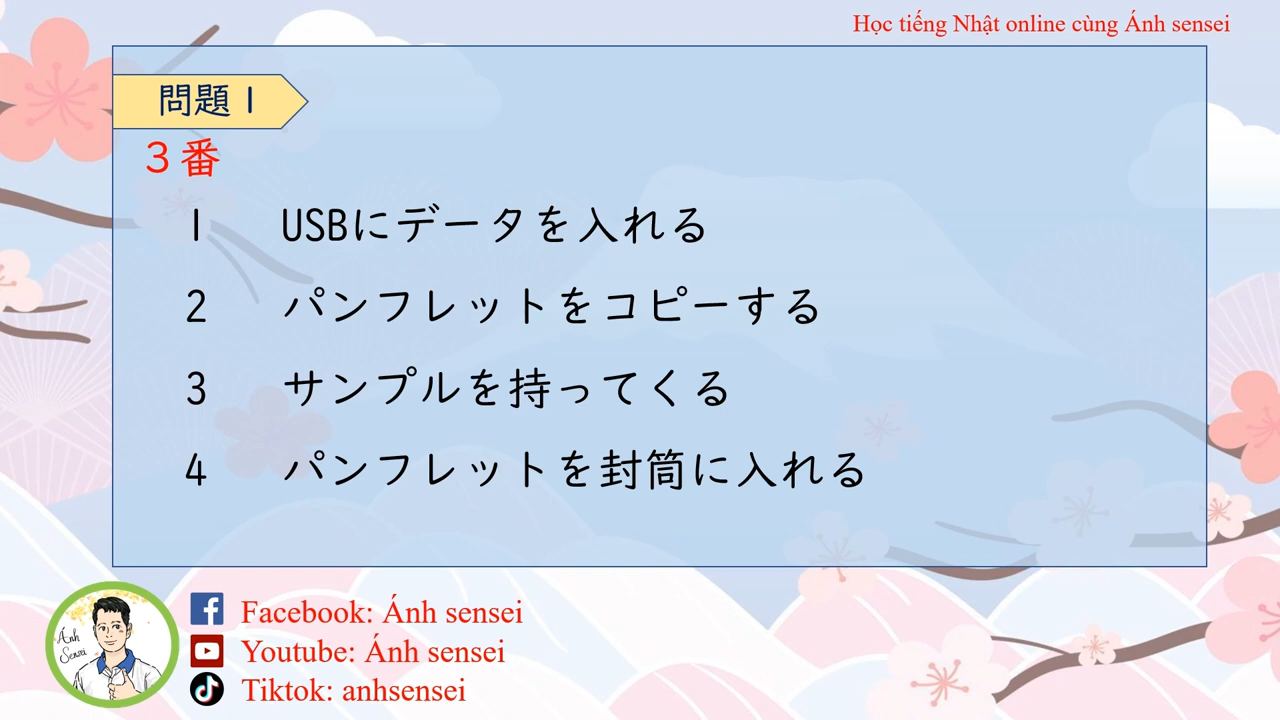 Học tiếng Nhật online cùng Ánh sensei
問題1
3番
1 USBにデータを入れる
2 パンフレットをコピーする
3 サンプルを持ってくる
4 パンフレットを封筒に入れる
Ánh
Sensei
Facebook: Ánh sensei
Youtube: Ánh sensei
Tiktok: anhsensei